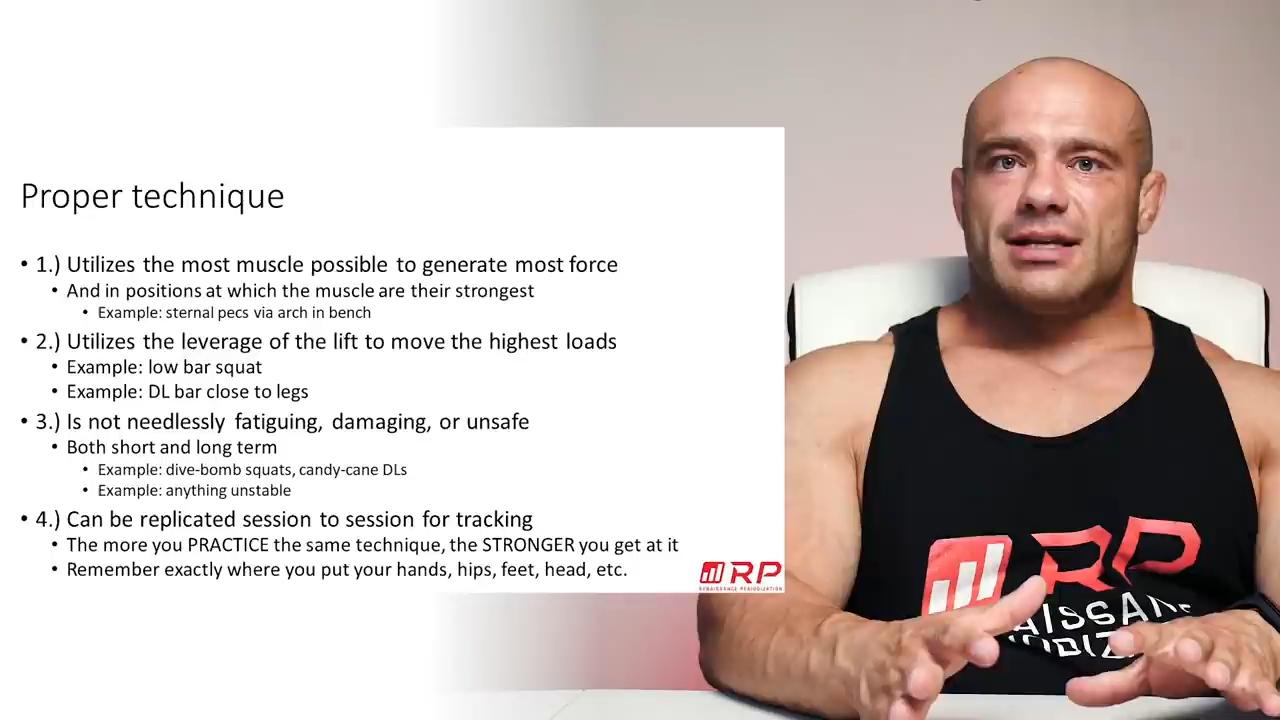 Proper technique
• 1.) Utilizes the most muscle possible to generate most force
• And in positions at which the muscle are their strongest
• Example: sternal pecs via arch in bench
• 2.) Utilizes the leverage of the lift to move the highest loads
• Example: low bar squat
• Example: DL bar close to legs
• 3.) Is not needlessly fatiguing, damaging, or unsafe
• Both short and long term
• Example: dive-bomb squats, candy-cane DLs
• Example: anything unstable
• 4.) Can be replicated session to session for tracking
• The more you PRACTICE the same technique, the STRONGER you get at it
• Remember exactly where you put your hands, hips, feet, head, etc.
RP
RENAISSANCE PERIODIZATION
RP